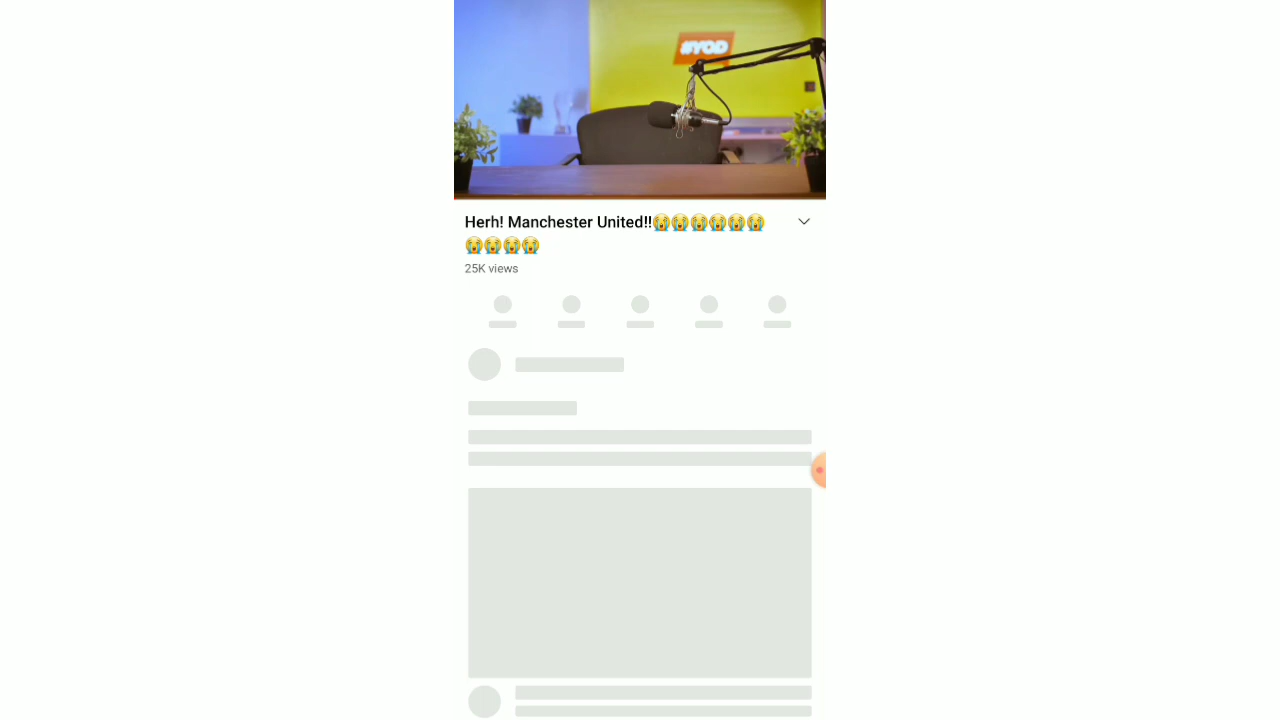 #YOD
Herh! Manchester United!!😭😭😭😭😭😭
😭😭😭😭
25K views